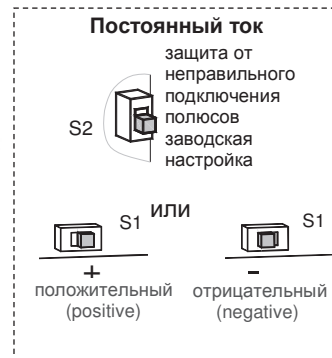 Постоянный ток
защита от
неправильного
подключения
полюсов
заводская
настройка
S2
или
S1
S1
+
-
положительный
(positive)
отрицательный
(negative)